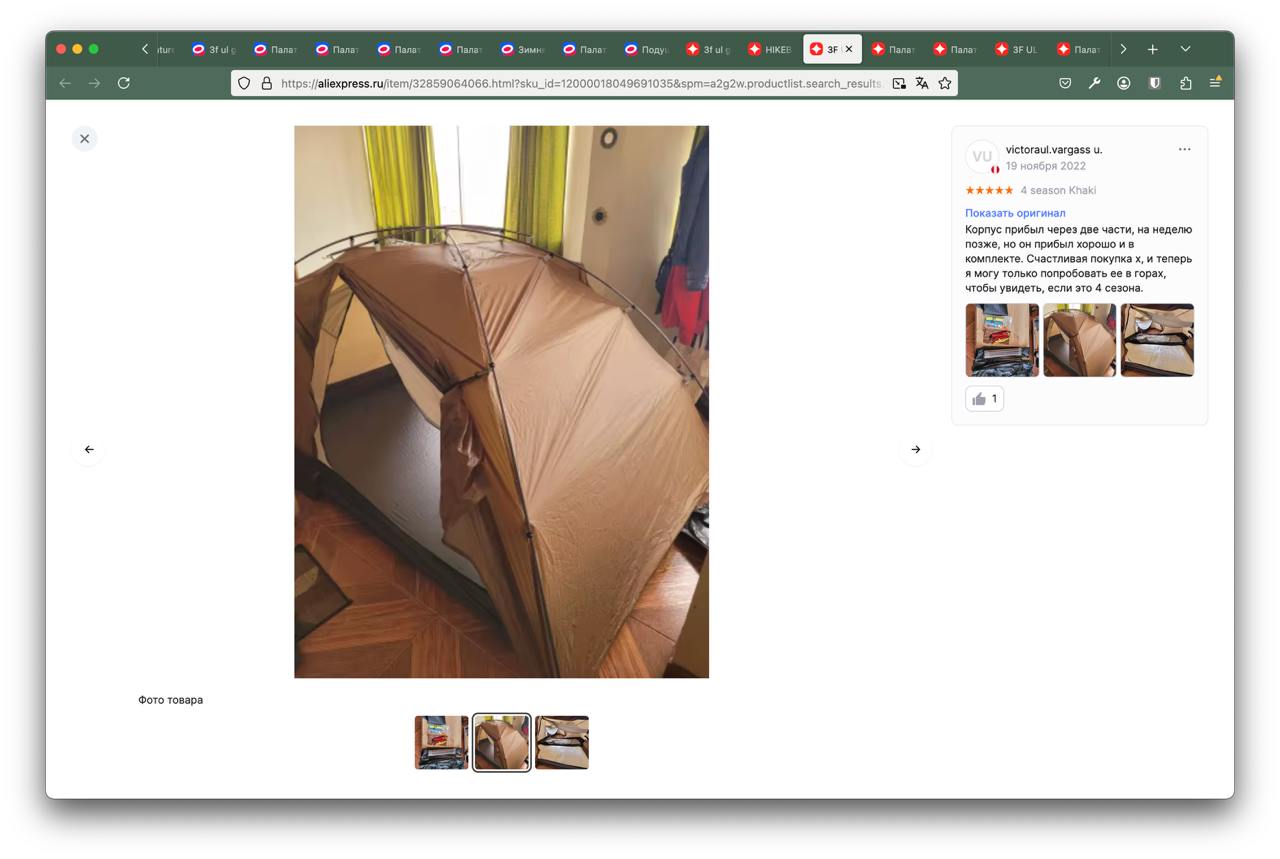 3f ul
Палат
Палат
Палат
Палат
Зимн
Палат
Подуш
3f ul
HIKEB
3F
Палат
Палат
3F UL
Палат
https://aliexpress.ru/item/32859064066.html?sku_id=12000018049691035&spm=a2g2w.productlist.search_results.
VU
victoraul.vargass u.
19 ноября 2022
4 season Khaki
Показать оригинал
Корпус прибыл через две части, на неделю
позже, но он прибыл хорошо и в
комплекте. Счастливая покупка x, и теперь
я могу только попробовать ее в горах,
чтобы увидеть, если это 4 сезона.
1
Фото товара